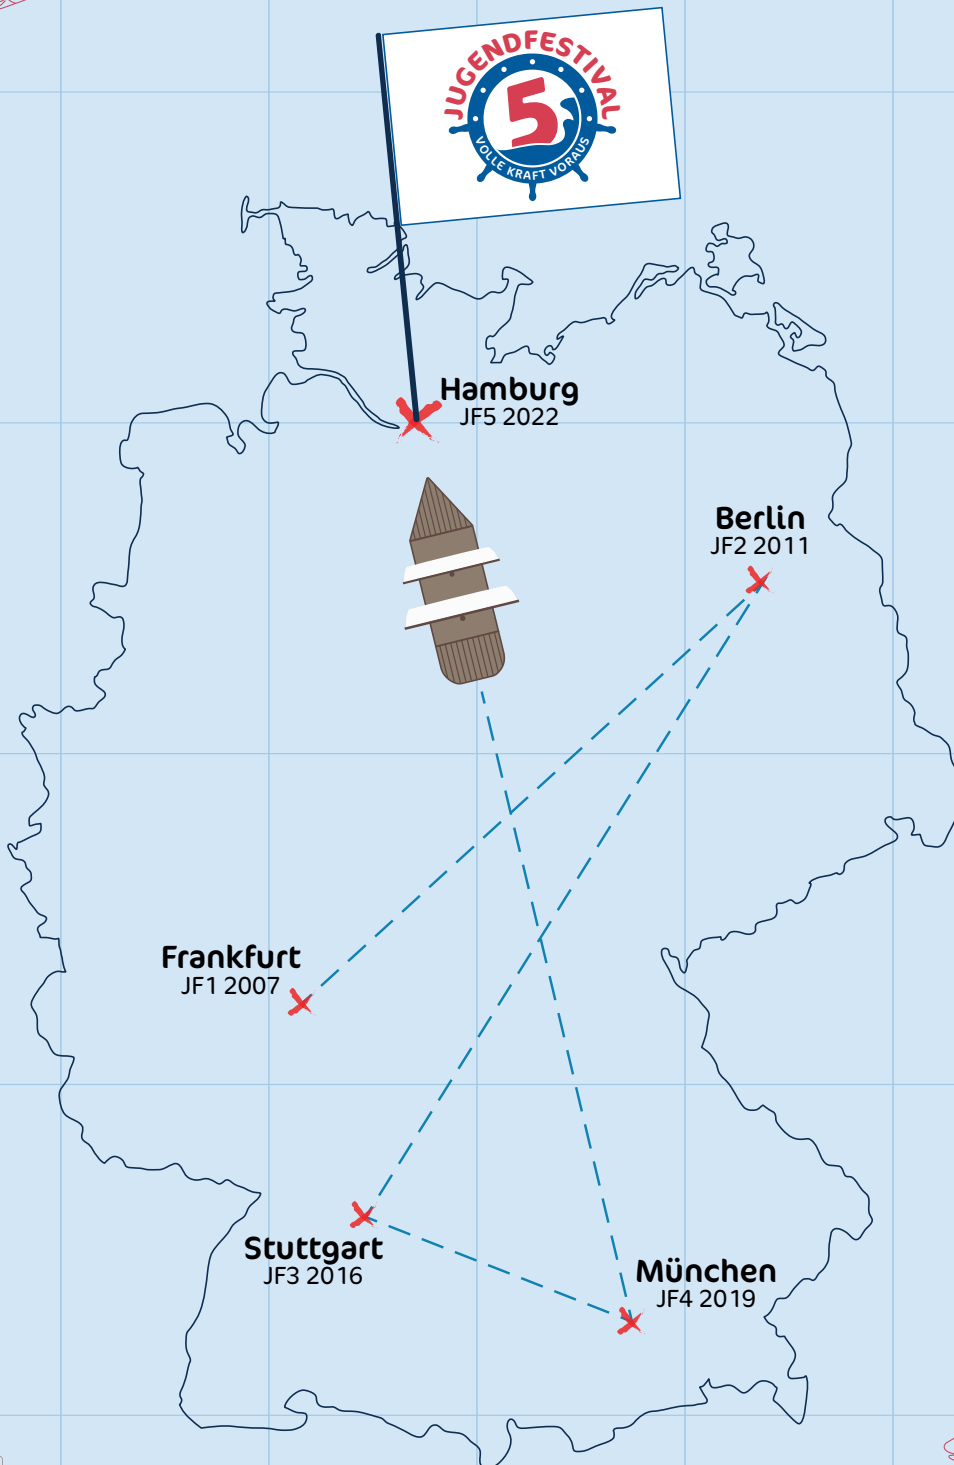 JUGENDFESTIVAL
5
VOLLE KRAFT VORAUS
Hamburg
JF5 2022
Berlin
JF2 2011
Frankfurt
JF1 2007
Stuttgart
JF3 2016
München
JF4 2019